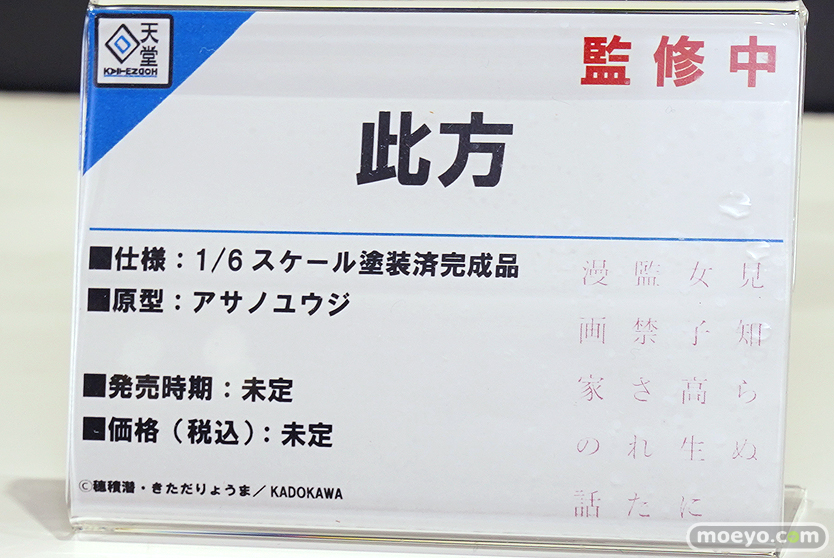 天堂
監修中
此方
■仕様：1/6スケール塗装済完成品
■原型：アサノユウジ
■発売時期：未定
■価格（税込）：未定
見知らぬ
女子高生に
監禁された
漫画家の話
©穂積潜・きただりょうま／KADOKAWA
moeyo.com